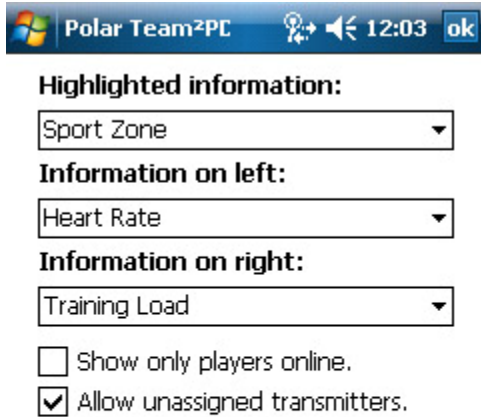 Polar Team²PD 12:03 ok
Highlighted information:
Sport Zone
Information on left:
Heart Rate
Information on right:
Training Load
Show only players online.
Allow unassigned transmitters.